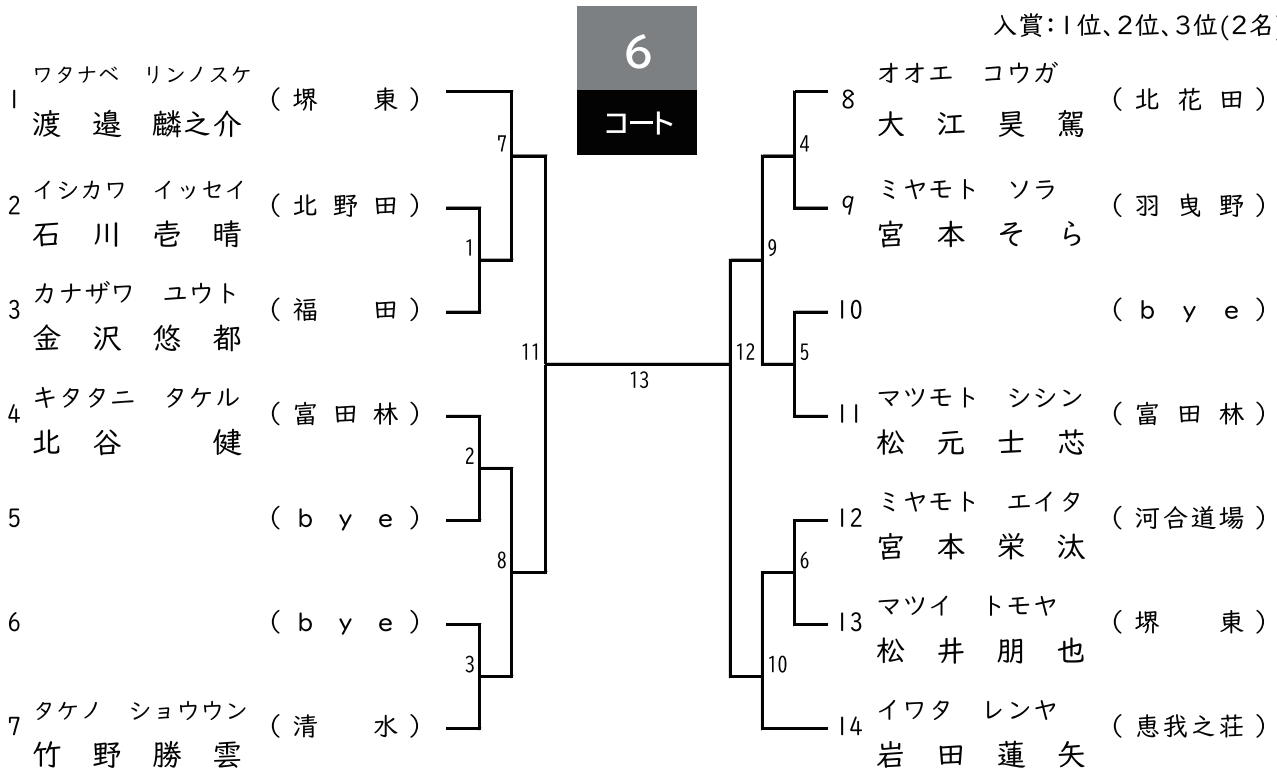 入賞：1位、2位、3位(2名)
6
コート
1 ワタナベ リンノスケ
渡邉 麟之介 （堺東）
2 イシカワ イッセイ
石川壱晴 （北野田）
3 カナザワ ユウト
金沢悠都 （福田）
4 キタタニ タケル
北谷健 （富田林）
5 （bye）
6 （bye）
7 タケノ ショウウン
竹野勝雲 （清水）
7
1
11
2
8
3
13
8 オオエ コウガ
大江昊駕 （北花田）
9 ミヤモト ソラ
宮本そら （羽曳野）
10 （bye）
11 マツモト シシン
松元士芯 （富田林）
12 ミヤモト エイタ
宮本栄汰 （河合道場）
13 マツイ トモヤ
松井朋也 （堺東）
14 イワタ レンヤ
岩田蓮矢 （恵我之荘）
4
9
12
5
6
10